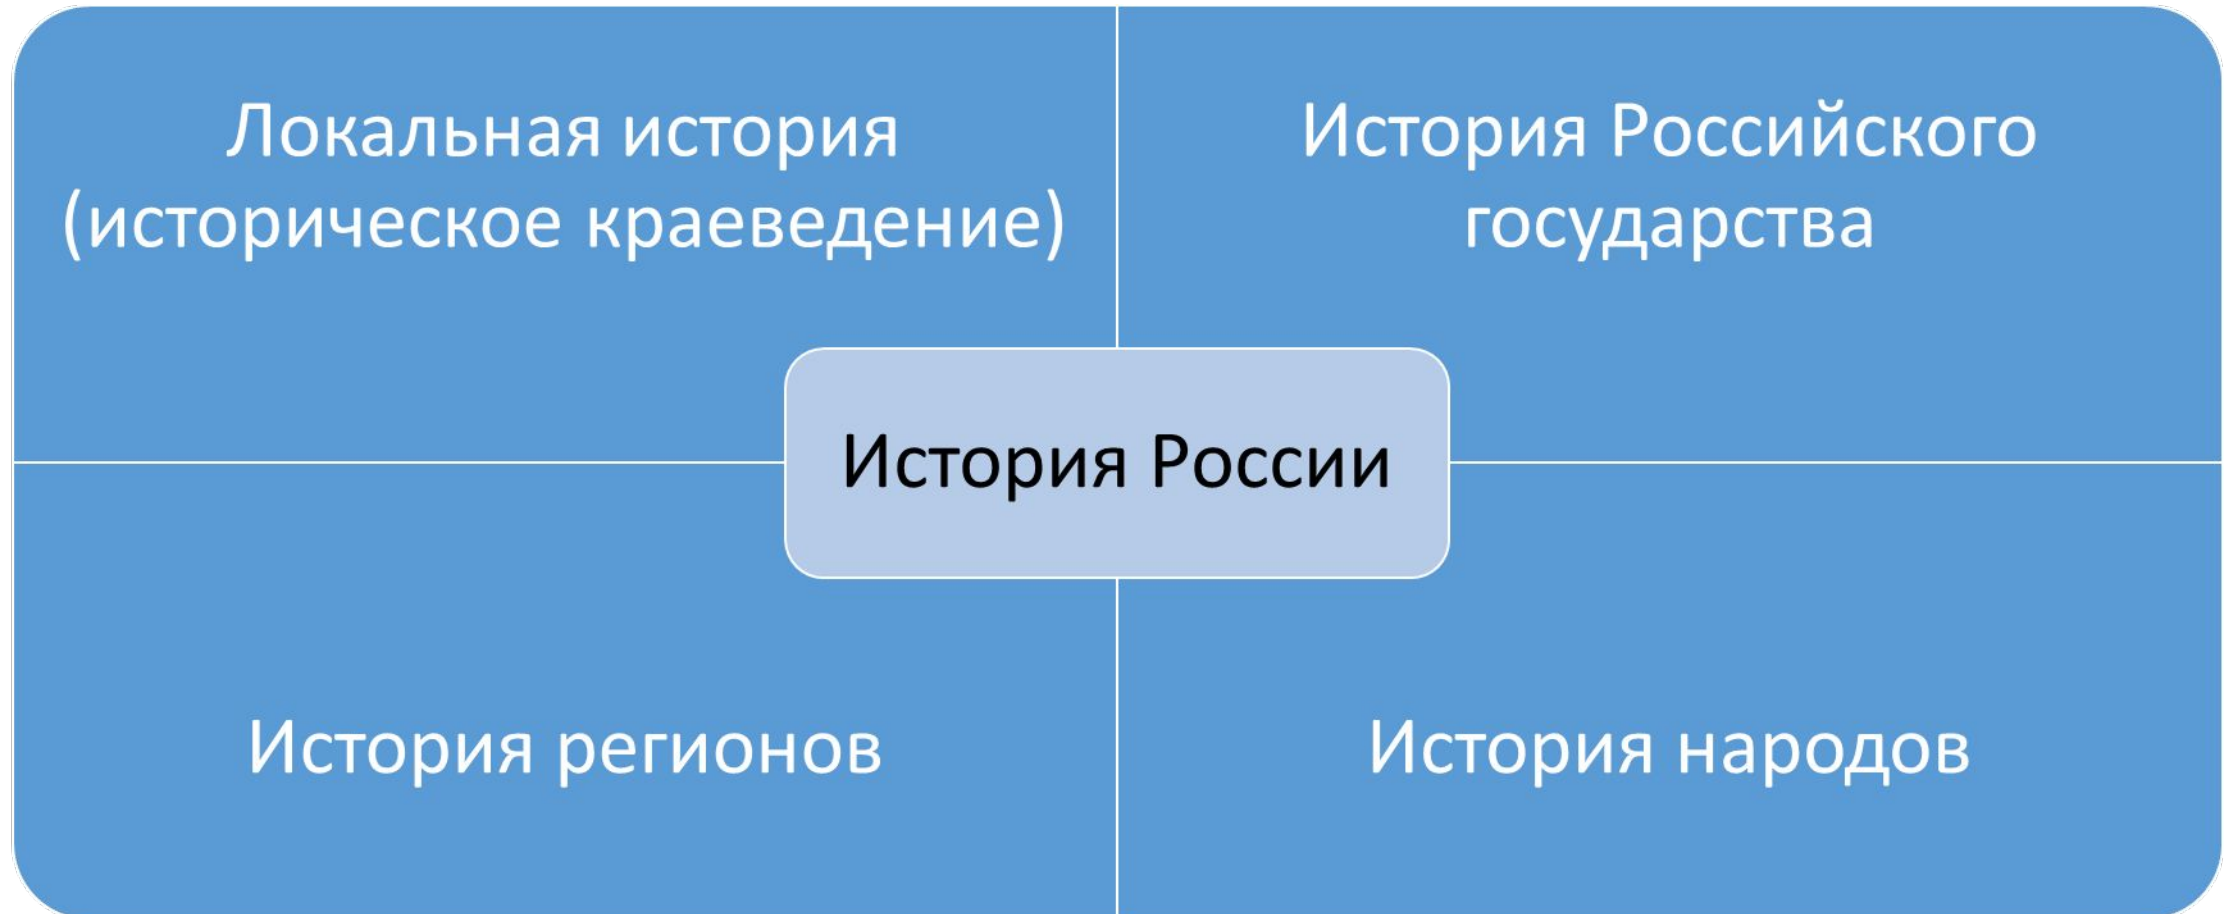 Локальная история
(историческое краеведение)
История Российского
государства
История России
История регионов
История народов